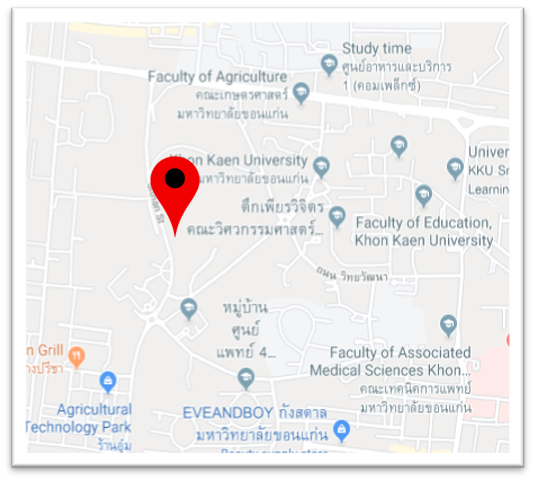 Study time
ศูนย์อาหารและบริการ
1 (คอมเพล็กซ์)
Faculty of Agriculture
คณะเกษตรศาสตร์
มหาวิทยาลัยขอนแก่น
Khon Kaen University
มหาวิทยาลัยขอนแก่น
Univer
KKU Sm
Learnin
ตึกเพียรวิจิตร
คณะวิศวกรรมศาสตร์...
Faculty of Education,
Khon Kaen University
ถนน วิทยวัฒนา
หมู่บ้าน
ศูนย์
แพทย์ 4...
n Grill
างปรีชา
Faculty of Associated
Medical Sciences Khon...
คณะเทคนิคการแพทย์
มหาวิทยาลัยขอนแก่น
Agricultural
Technology Park
ร้านอุ๋ม
EVEANDBOY กังสดาล
มหาวิทยาลัยขอนแก่น
Beauty supply store